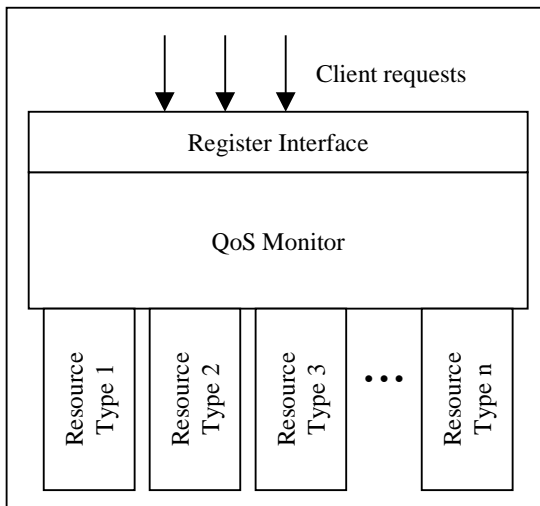 Client requests
Register Interface
QoS Monitor
Resource
Type 1
Resource
Type 2
Resource
Type 3
...
Resource
Type n